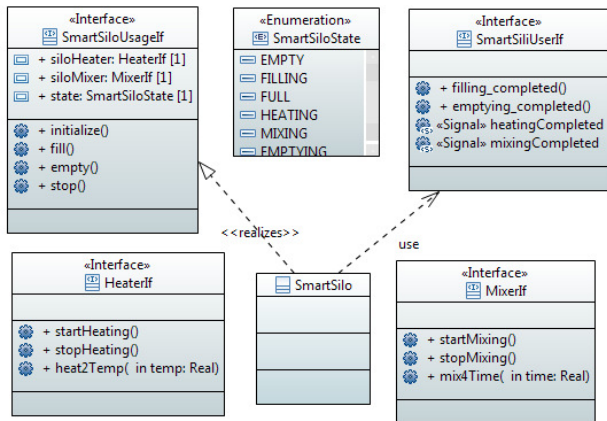 «Interface»
SmartSiloUsageIf
+ siloHeater: HeaterIf [1]
+ siloMixer: MixerIf [1]
+ state: SmartSiloState [1]
+ initialize()
+ fill()
+ empty()
+ stop()
«Enumeration»
SmartSiloState
EMPTY
FILLING
FULL
HEATING
MIXING
EMPTYING
«Interface»
SmartSiliUserIf
+ filling_completed()
+ emptying_completed()
«Signal» heatingCompleted
«Signal» mixingCompleted
<<realizes>>
use
«Interface»
HeaterIf
+ startHeating()
+ stopHeating()
+ heat2Temp( in temp: Real)
SmartSilo
«Interface»
MixerIf
+ startMixing()
+ stopMixing()
+ mix4Time( in time: Real)